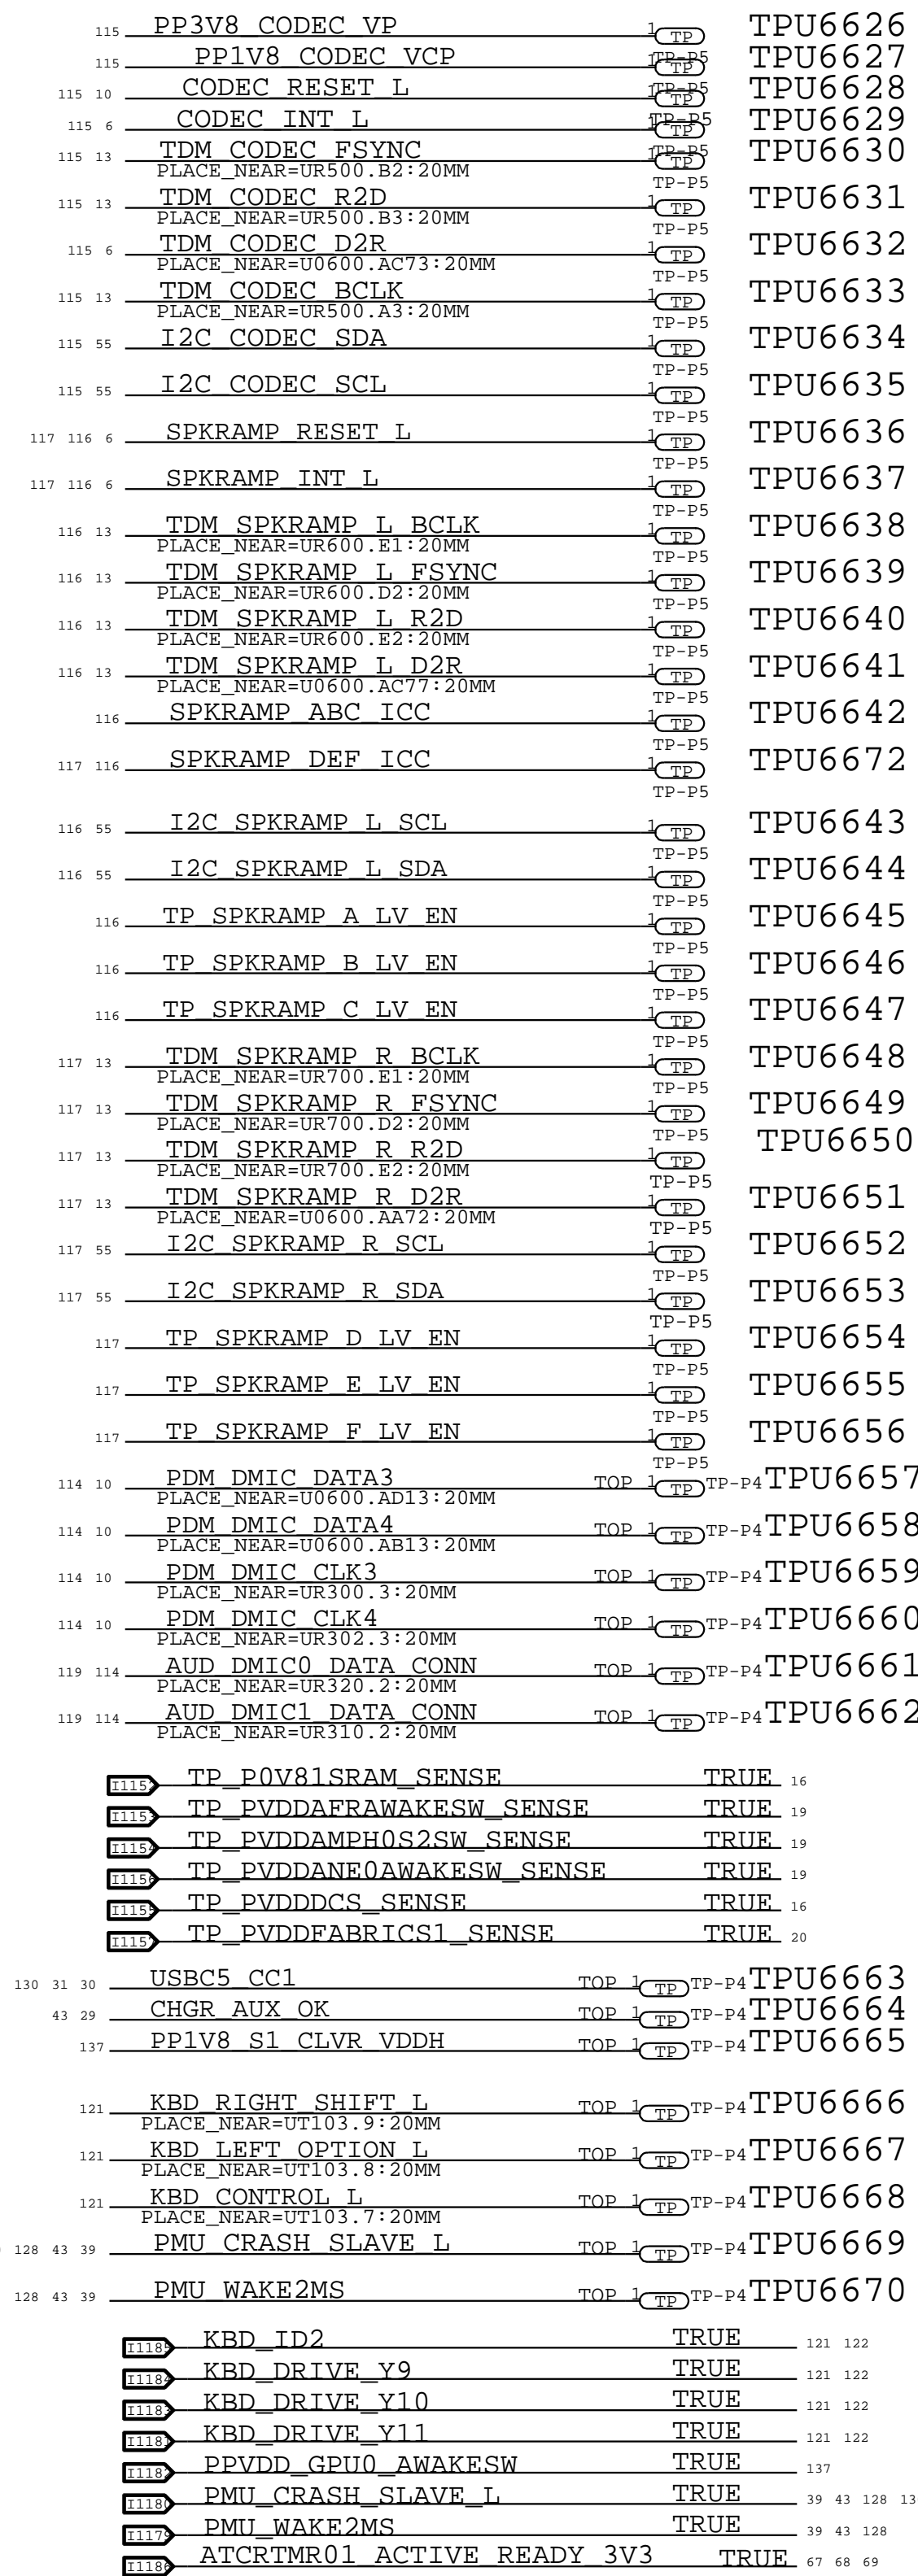 115 PP3V8_CODEC_VP 1 TP TPU6626
TP-P5
115 PP1V8_CODEC_VCP 1 TP TPU6627
TP-P5
115 10 CODEC_RESET_L 1 TP TPU6628
TP-P5
115 6 CODEC_INT_L 1 TP TPU6629
TP-P5
115 13 TDM_CODEC_FSYNC 1 TP TPU6630
PLACE_NEAR=UR500.B2:20MM TP-P5
115 13 TDM_CODEC_R2D 1 TP TPU6631
PLACE_NEAR=UR500.B3:20MM TP-P5
115 6 TDM_CODEC_D2R 1 TP TPU6632
PLACE_NEAR=U0600.AC73:20MM TP-P5
115 13 TDM_CODEC_BCLK 1 TP TPU6633
PLACE_NEAR=UR500.A3:20MM TP-P5
115 55 I2C_CODEC_SDA 1 TP TPU6634
TP-P5
115 55 I2C_CODEC_SCL 1 TP TPU6635
TP-P5
117 116 6 SPKRAMP_RESET_L 1 TP TPU6636
TP-P5
117 116 6 SPKRAMP_INT_L 1 TP TPU6637
TP-P5
116 13 TDM_SPKRAMP_L_BCLK 1 TP TPU6638
PLACE_NEAR=UR600.E1:20MM TP-P5
116 13 TDM_SPKRAMP_L_FSYNC 1 TP TPU6639
PLACE_NEAR=UR600.D2:20MM TP-P5
116 13 TDM_SPKRAMP_L_R2D 1 TP TPU6640
PLACE_NEAR=UR600.E2:20MM TP-P5
116 13 TDM_SPKRAMP_L_D2R 1 TP TPU6641
PLACE_NEAR=U0600.AC77:20MM TP-P5
116 SPKRAMP_ABC_ICC 1 TP TPU6642
TP-P5
117 116 SPKRAMP_DEF_ICC 1 TP TPU6672
TP-P5
116 55 I2C_SPKRAMP_L_SCL 1 TP TPU6643
TP-P5
116 55 I2C_SPKRAMP_L_SDA 1 TP TPU6644
TP-P5
116 TP_SPKRAMP_A_LV_EN 1 TP TPU6645
TP-P5
116 TP_SPKRAMP_B_LV_EN 1 TP TPU6646
TP-P5
116 TP_SPKRAMP_C_LV_EN 1 TP TPU6647
TP-P5
117 13 TDM_SPKRAMP_R_BCLK 1 TP TPU6648
PLACE_NEAR=UR700.E1:20MM TP-P5
117 13 TDM_SPKRAMP_R_FSYNC 1 TP TPU6649
PLACE_NEAR=UR700.D2:20MM TP-P5
117 13 TDM_SPKRAMP_R_R2D 1 TP TPU6650
PLACE_NEAR=UR700.E2:20MM TP-P5
117 13 TDM_SPKRAMP_R_D2R 1 TP TPU6651
PLACE_NEAR=U0600.AA72:20MM TP-P5
117 55 I2C_SPKRAMP_R_SCL 1 TP TPU6652
TP-P5
117 55 I2C_SPKRAMP_R_SDA 1 TP TPU6653
TP-P5
117 TP_SPKRAMP_D_LV_EN 1 TP TPU6654
TP-P5
117 TP_SPKRAMP_E_LV_EN 1 TP TPU6655
TP-P5
117 TP_SPKRAMP_F_LV_EN 1 TP TPU6656
TP-P5
114 10 PDM_DMIC_DATA3 TOP 1 TP TP-P4 TPU6657
PLACE_NEAR=U0600.AD13:20MM
114 10 PDM_DMIC_DATA4 TOP 1 TP TP-P4 TPU6658
PLACE_NEAR=U0600.AB13:20MM
114 10 PDM_DMIC_CLK3 TOP 1 TP TP-P4 TPU6659
PLACE_NEAR=UR300.3:20MM
114 10 PDM_DMIC_CLK4 TOP 1 TP TP-P4 TPU6660
PLACE_NEAR=UR302.3:20MM
119 114 AUD_DMIC0_DATA_CONN TOP 1 TP TP-P4 TPU6661
PLACE_NEAR=UR320.2:20MM
119 114 AUD_DMIC1_DATA_CONN TOP 1 TP TP-P4 TPU6662
PLACE_NEAR=UR310.2:20MM
I1152 TP_P0V81SRAM_SENSE TRUE 16
I1153 TP_PVDDAFRAWAKESW_SENSE TRUE 19
I1154 TP_PVDDAMPH0S2SW_SENSE TRUE 19
I1156 TP_PVDDANE0AWAKESW_SENSE TRUE 19
I1155 TP_PVDDDCS_SENSE TRUE 16
I1157 TP_PVDDFABRICS1_SENSE TRUE 20
130 31 30 USBC5_CC1 TOP 1 TP TP-P4 TPU6663
43 29 CHGR_AUX_OK TOP 1 TP TP-P4 TPU6664
137 PP1V8_S1_CLVR_VDDH TOP 1 TP TP-P4 TPU6665
121 KBD_RIGHT_SHIFT_L TOP 1 TP TP-P4 TPU6666
PLACE_NEAR=UT103.9:20MM
121 KBD_LEFT_OPTION_L TOP 1 TP TP-P4 TPU6667
PLACE_NEAR=UT103.8:20MM
121 KBD_CONTROL_L TOP 1 TP TP-P4 TPU6668
PLACE_NEAR=UT103.7:20MM
128 43 39 PMU_CRASH_SLAVE_L TOP 1 TP TP-P4 TPU6669
128 43 39 PMU_WAKE2MS TOP 1 TP TP-P4 TPU6670
I1185 KBD_ID2 TRUE 121 122
I1184 KBD_DRIVE_Y9 TRUE 121 122
I1183 KBD_DRIVE_Y10 TRUE 121 122
I1181 KBD_DRIVE_Y11 TRUE 121 122
I1182 PPVDD_GPU0_AWAKESW TRUE 137
I1180 PMU_CRASH_SLAVE_L TRUE 39 43 128
I1179 PMU_WAKE2MS TRUE 39 43 128
I1186 ATCRTMR01_ACTIVE_READY_3V3 TRUE 67 68 69